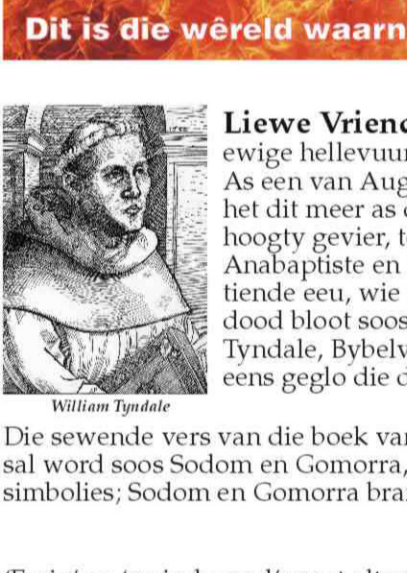 Dit is die wêreld waarn
Liewe Vriend
ewige hellevuur
As een van Aug
het dit meer as
hoogty gevier, t
Anabaptiste en
tiende eeu, wie
dood bloot soos
Tyndale, Bybelv
eens geglo die d
William Tyndale
Die sewende vers van die boek van
sal word soos Sodom en Gomorra,
simbolies; Sodom en Gomorra bra